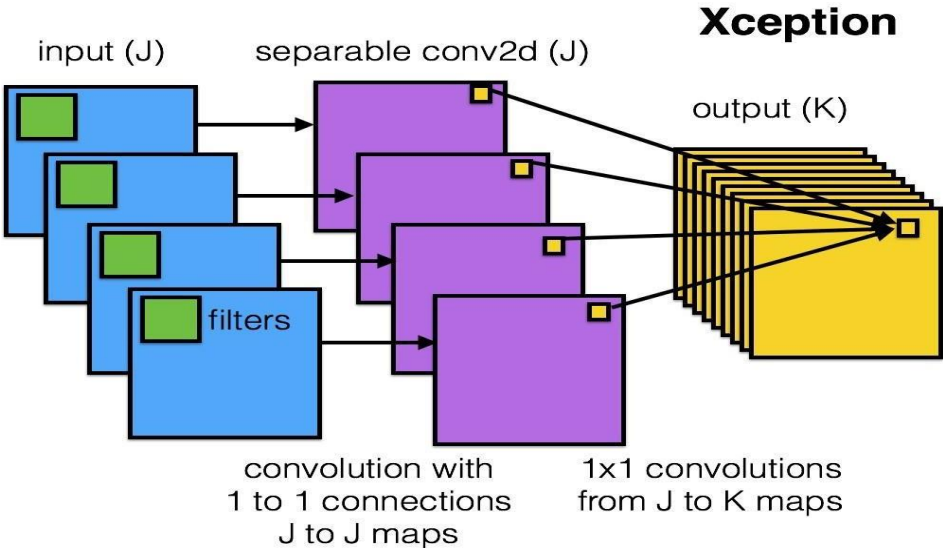 Xception
input (J)
separable conv2d (J)
output (K)
filters
convolution with
1 to 1 connections
J to J maps
1x1 convolutions
from J to K maps